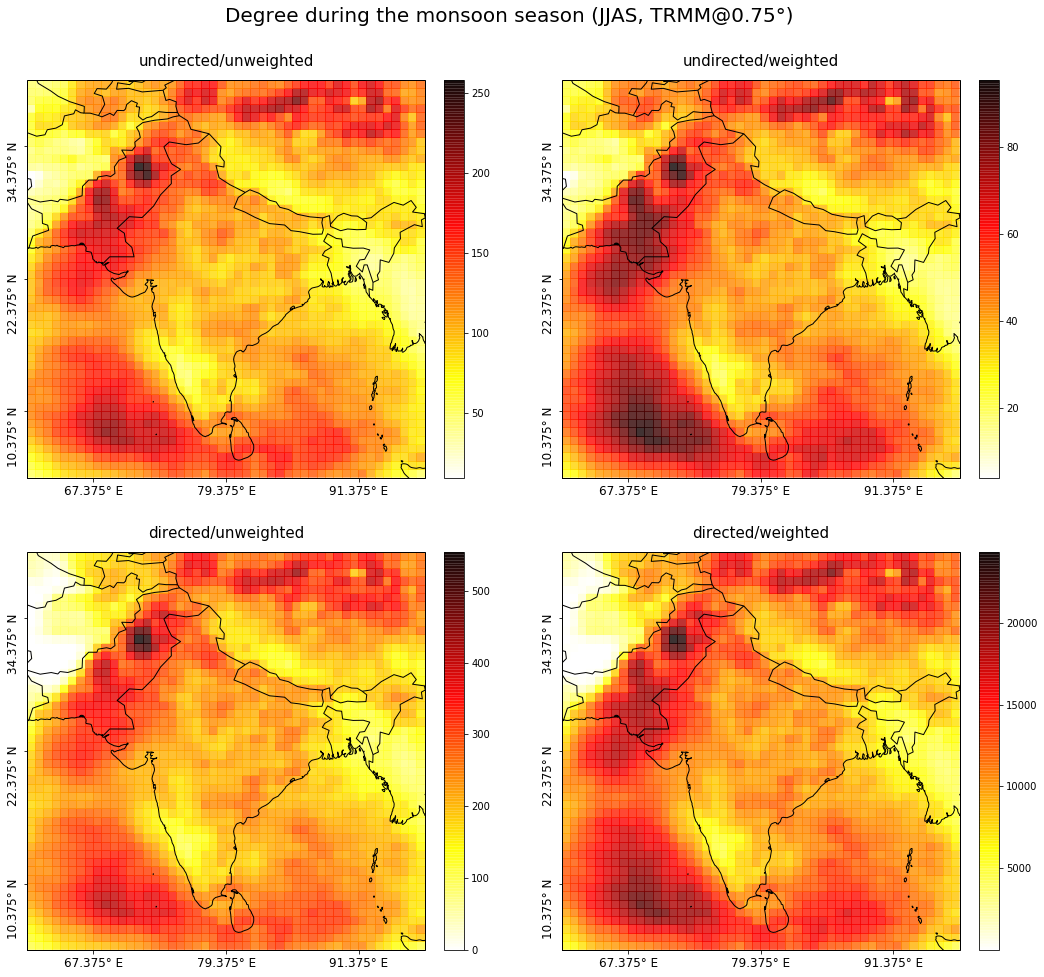 Degree during the monsoon season (JJAS, TRMM@0.75°)
undirected/unweighted
undirected/weighted
250
200
150
100
50
80
60
40
20
34.375° N
22.375° N
10.375° N
34.375° N
22.375° N
10.375° N
67.375° E
79.375° E
91.375° E
67.375° E
79.375° E
91.375° E
directed/unweighted
directed/weighted
500
400
300
200
100
0
20000
15000
10000
5000
34.375° N
22.375° N
10.375° N
34.375° N
22.375° N
10.375° N
67.375° E
79.375° E
91.375° E
67.375° E
79.375° E
91.375° E